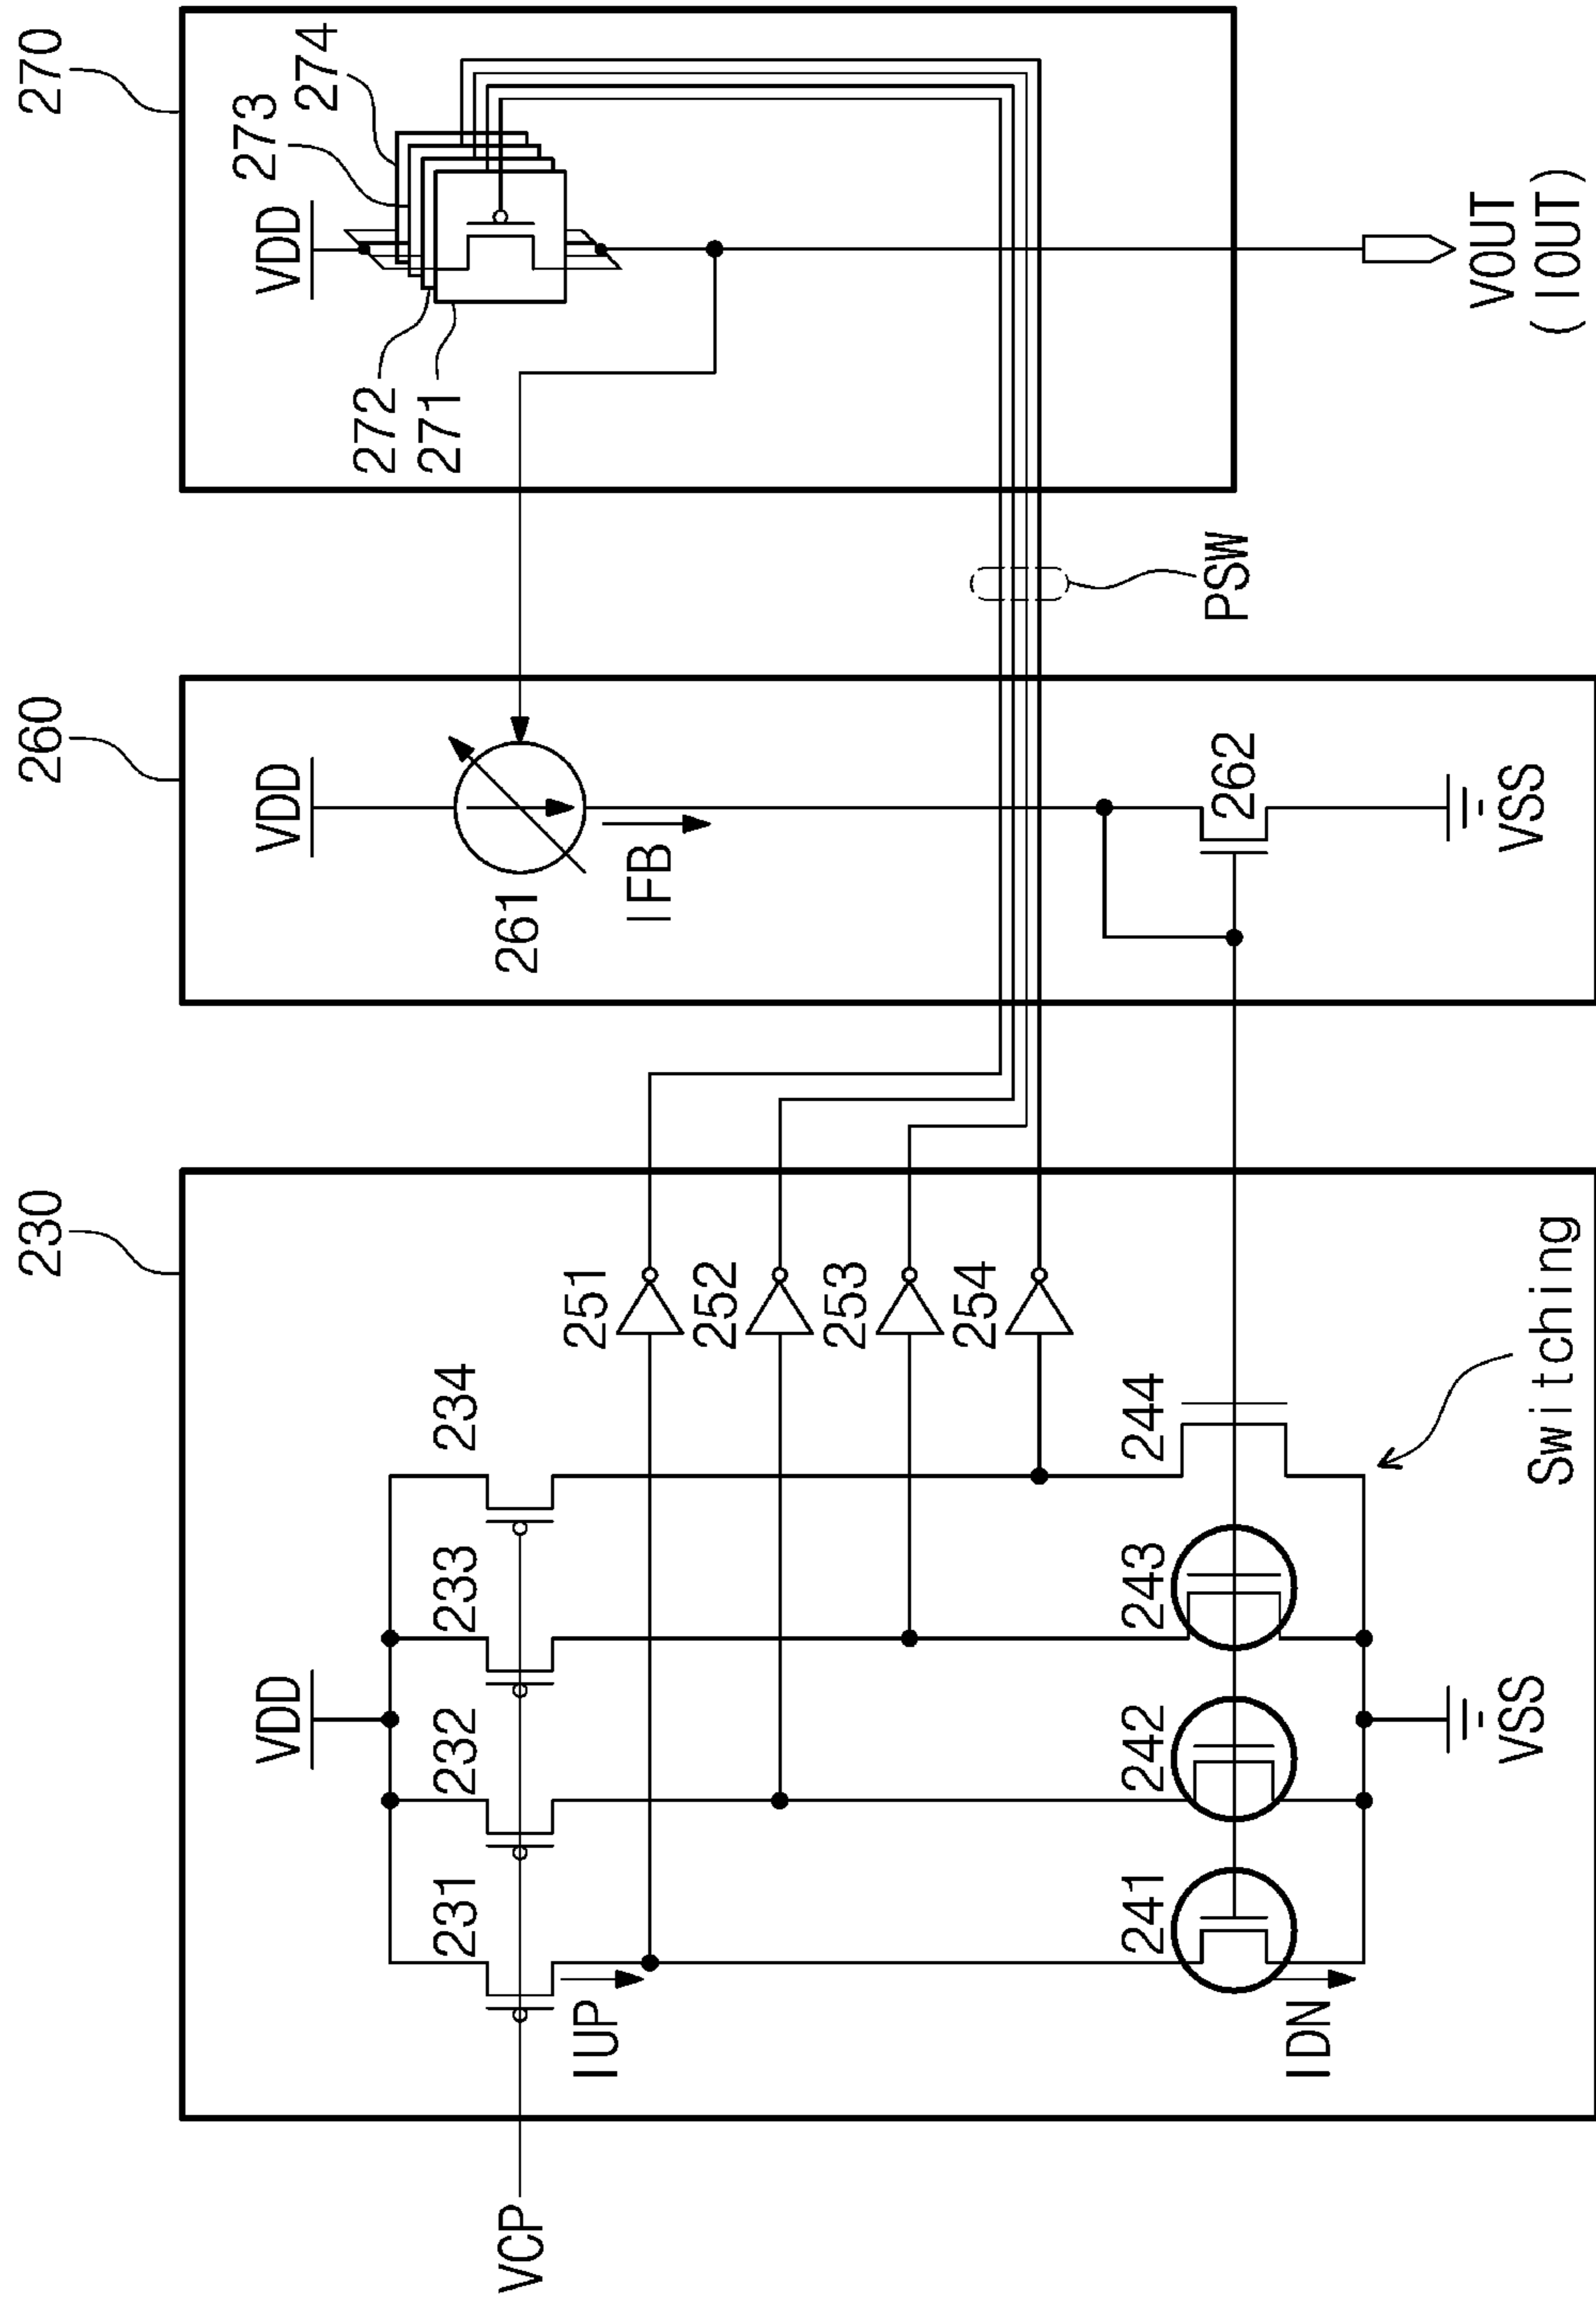 230
260
270
VDD
VDD
VDD
273
274
272
271
231
232
233
234
VCP
IUP
251
252
253
254
261
IFB
PSW
241
242
243
244
262
IDN
VSS
VSS
Switching
VOUT
(IOUT)